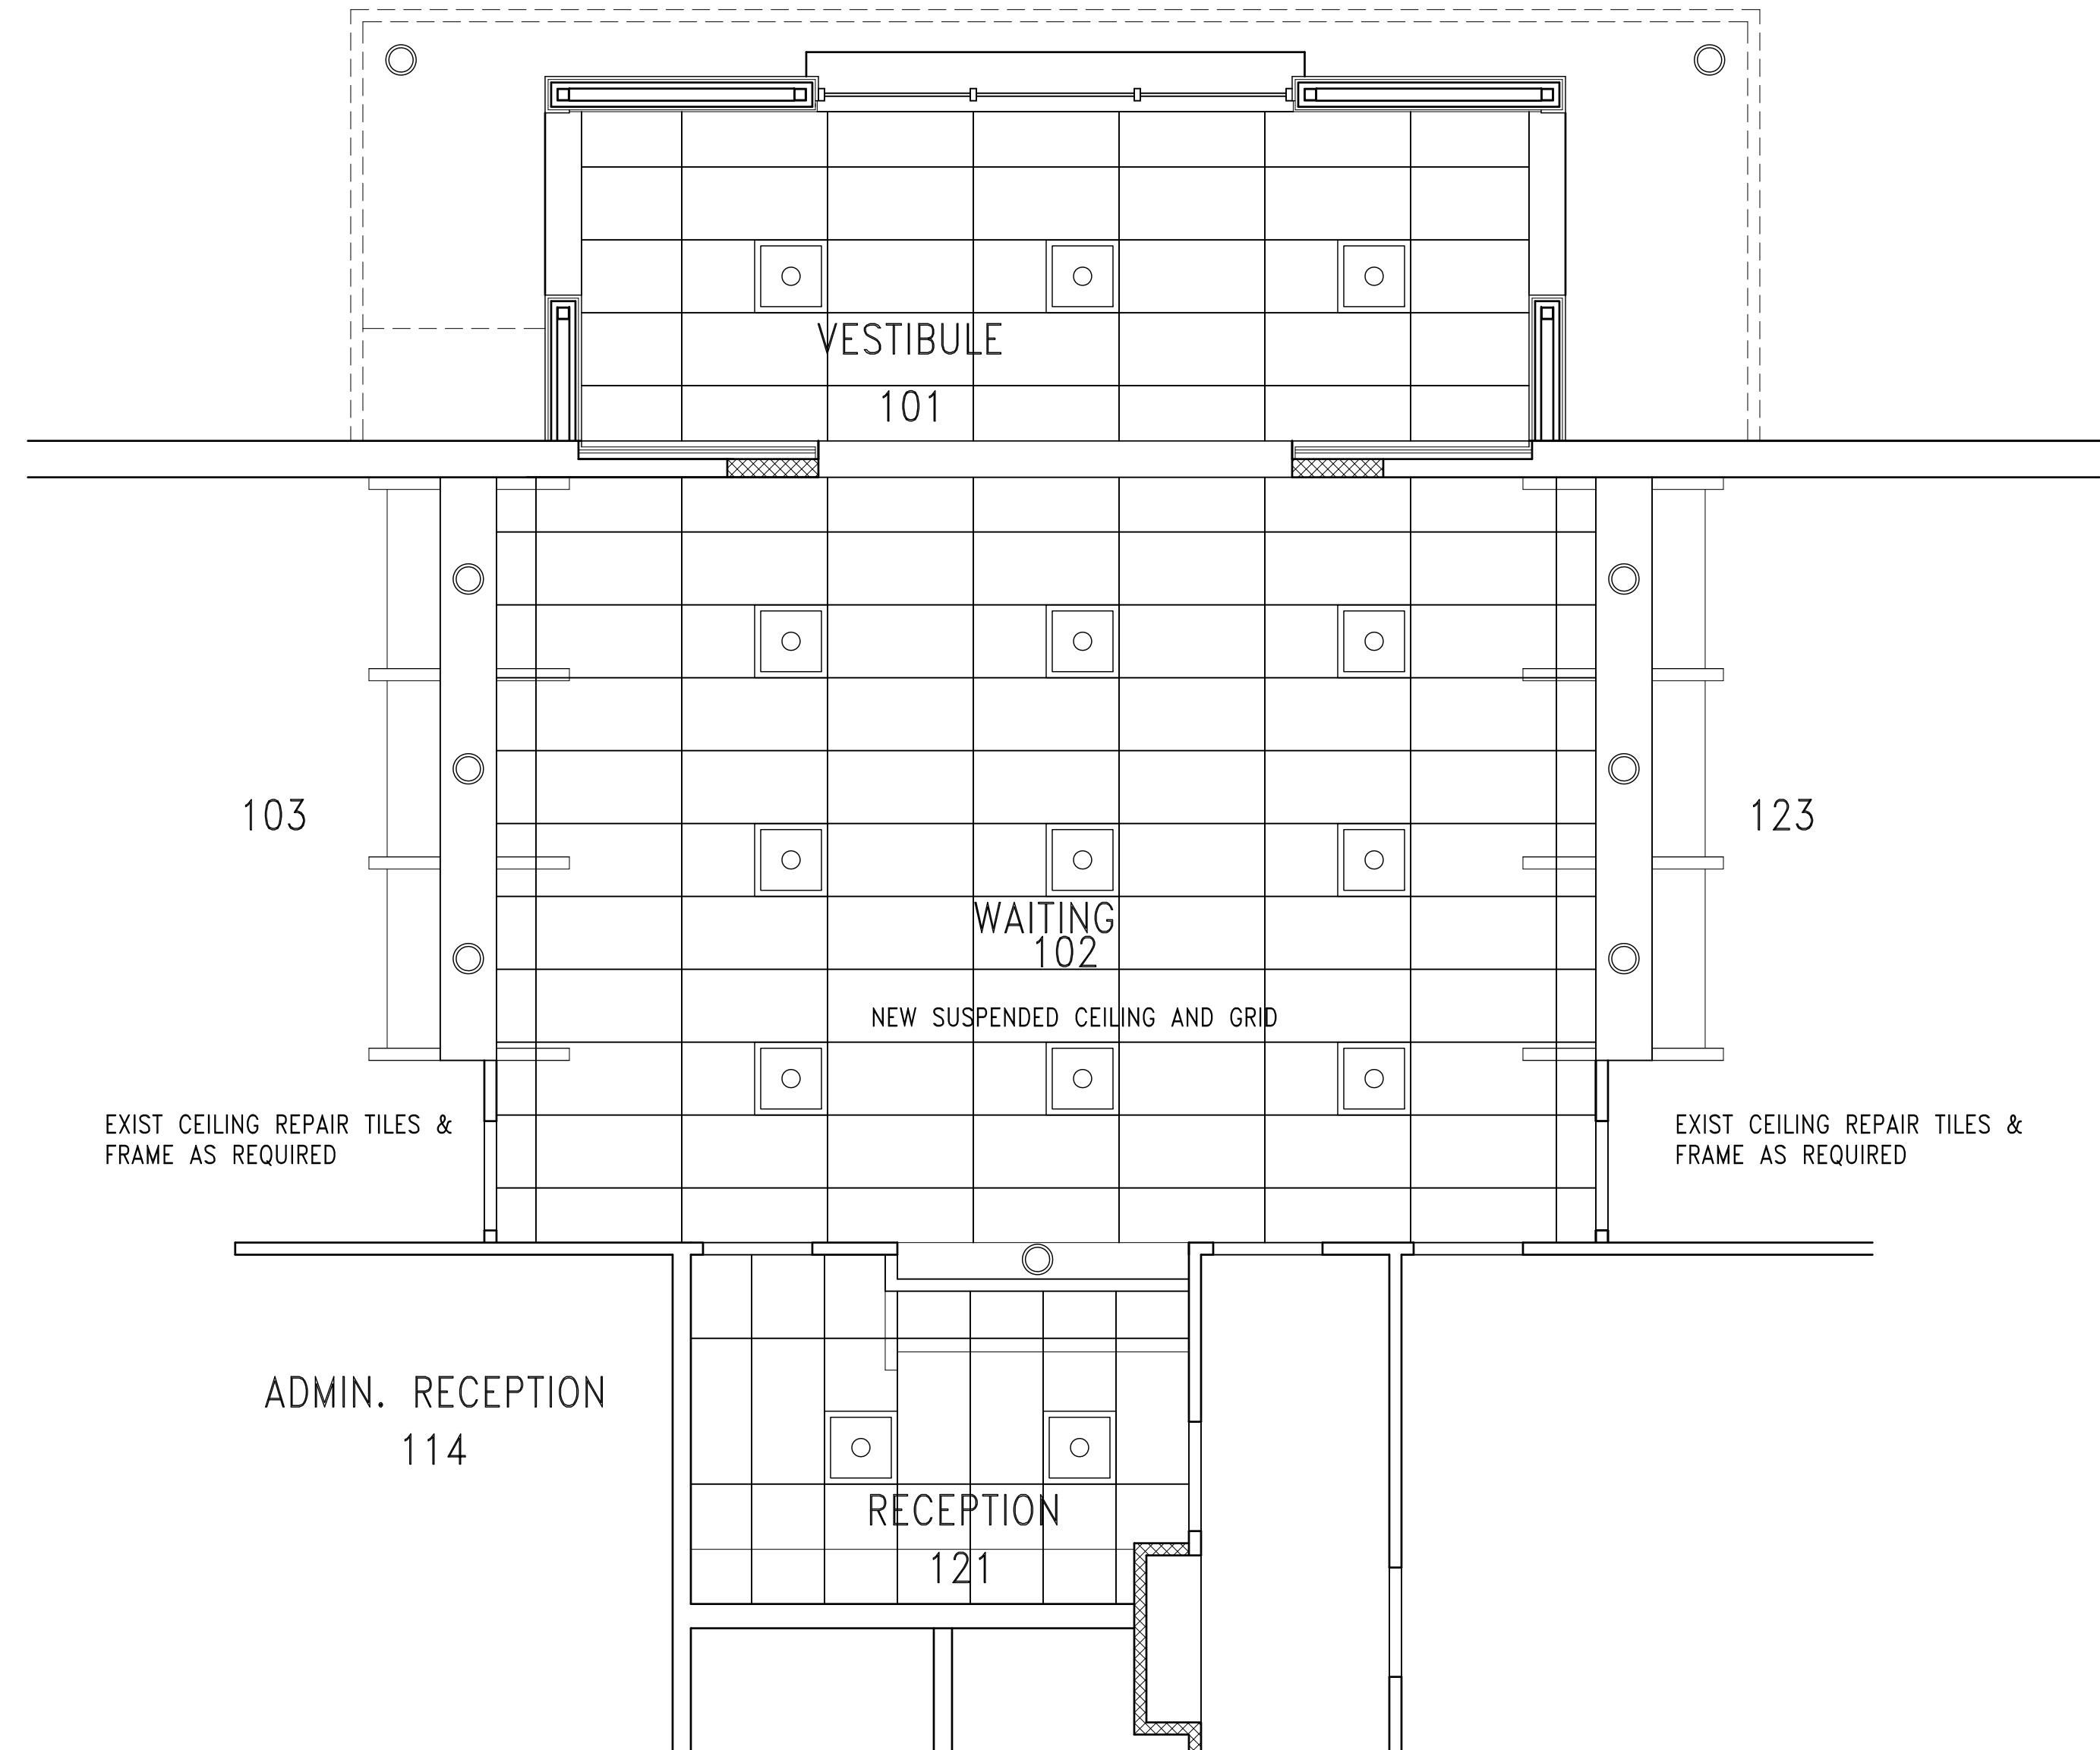 VESTIBULE
101
103
123
WAITING
102
NEW SUSPENDED CEILING AND GRID
EXIST CEILING REPAIR TILES &
FRAME AS REQUIRED
EXIST CEILING REPAIR TILES &
FRAME AS REQUIRED
ADMIN. RECEPTION
114
RECEPTION
121